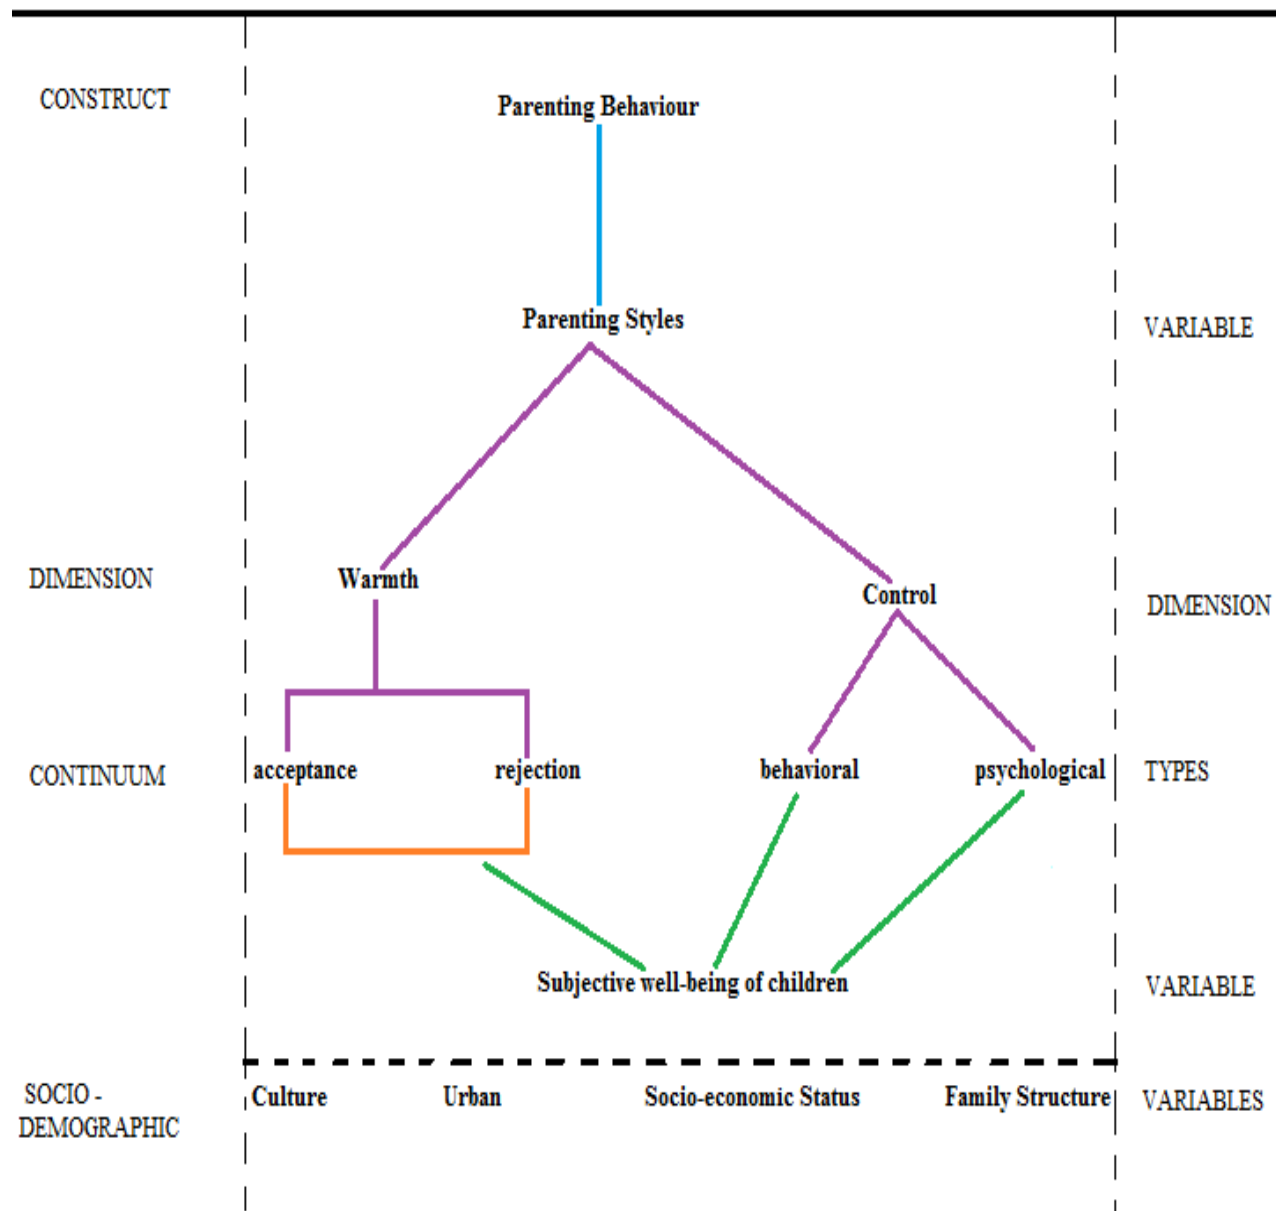 CONSTRUCT
Parenting Behaviour
Parenting Styles
VARIABLE
DIMENSION
Warmth
Control
DIMENSION
CONTINUUM
acceptance
rejection
behavioral
psychological
TYPES
Subjective well-being of children
VARIABLE
SOCIO -
DEMOGRAPHIC
Culture
Urban
Socio-economic Status
Family Structure
VARIABLES